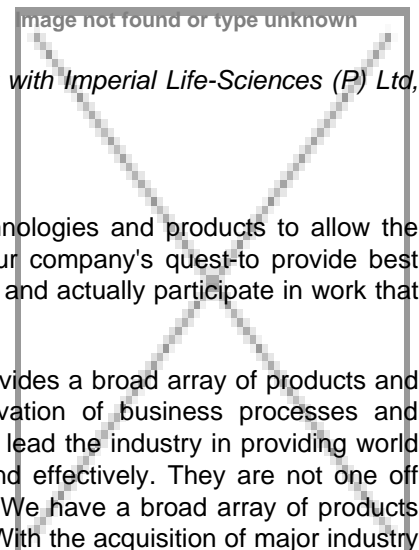 Image not found or type unknown
with Imperial Life-Sciences (P) Ltd,
hnologies and products to allow the
ur company's quest-to provide best
and actually participate in work that
vides a broad array of products and
vation of business processes and
lead the industry in providing world
nd effectively. They are not one off
We have a broad array of products
With the acquisition of major industry